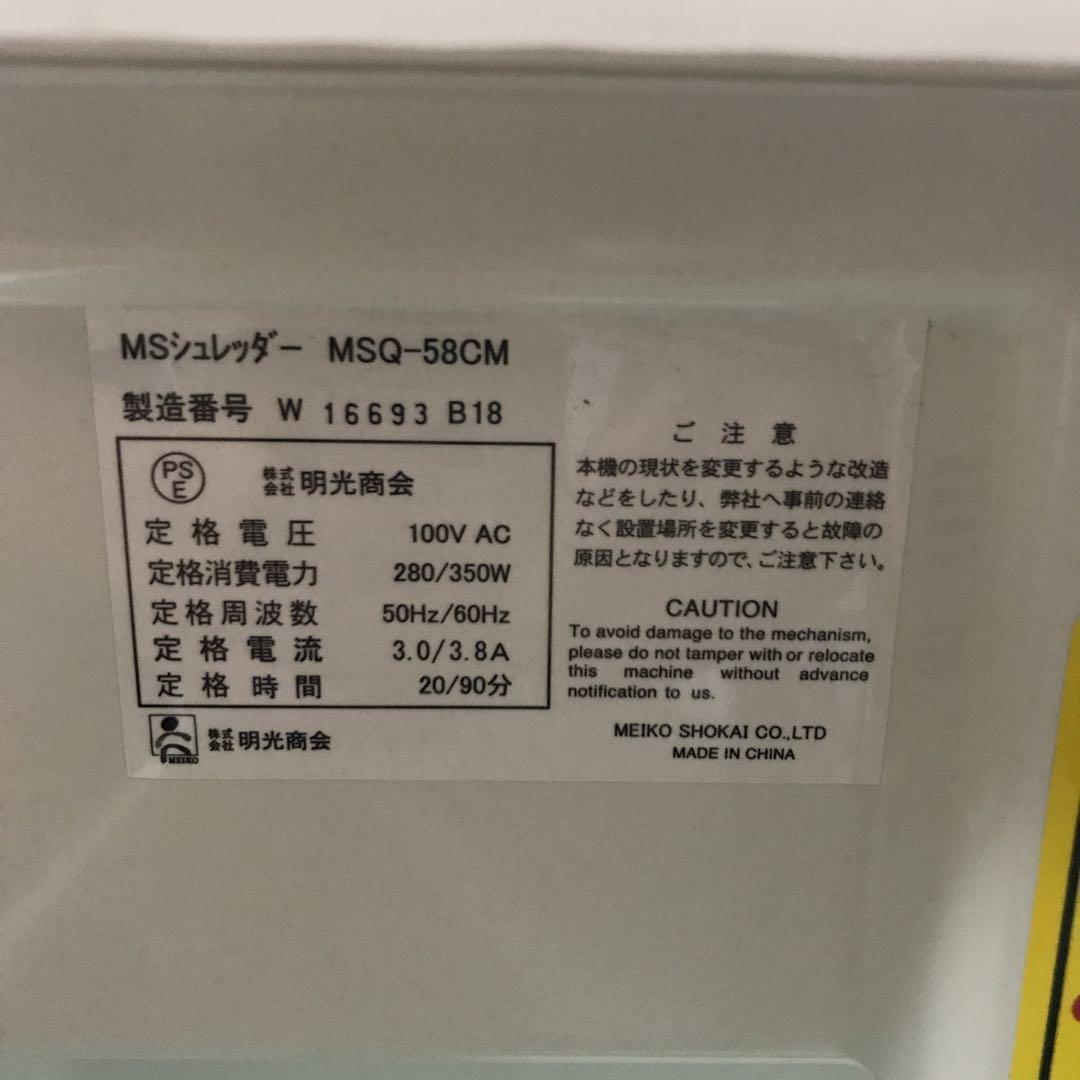 MSシュレッダー MSQ-58CM
製造番号 W 16693 B18
PS
E
株式会社 明光商会
定格電圧 100V AC
定格消費電力 280/350W
定格周波数 50Hz/60Hz
定格電流 3.0/3.8A
定格時間 20/90分
MEIKO
株式会社 明光商会
ご注意
本機の現状を変更するような改造
などをしたり、弊社へ事前の連絡
なく設置場所を変更すると故障の
原因となりますので、ご注意下さい。
CAUTION
To avoid damage to the mechanism,
please do not tamper with or relocate
this machine without advance
notification to us.
MEIKO SHOKAI CO.,LTD
MADE IN CHINA